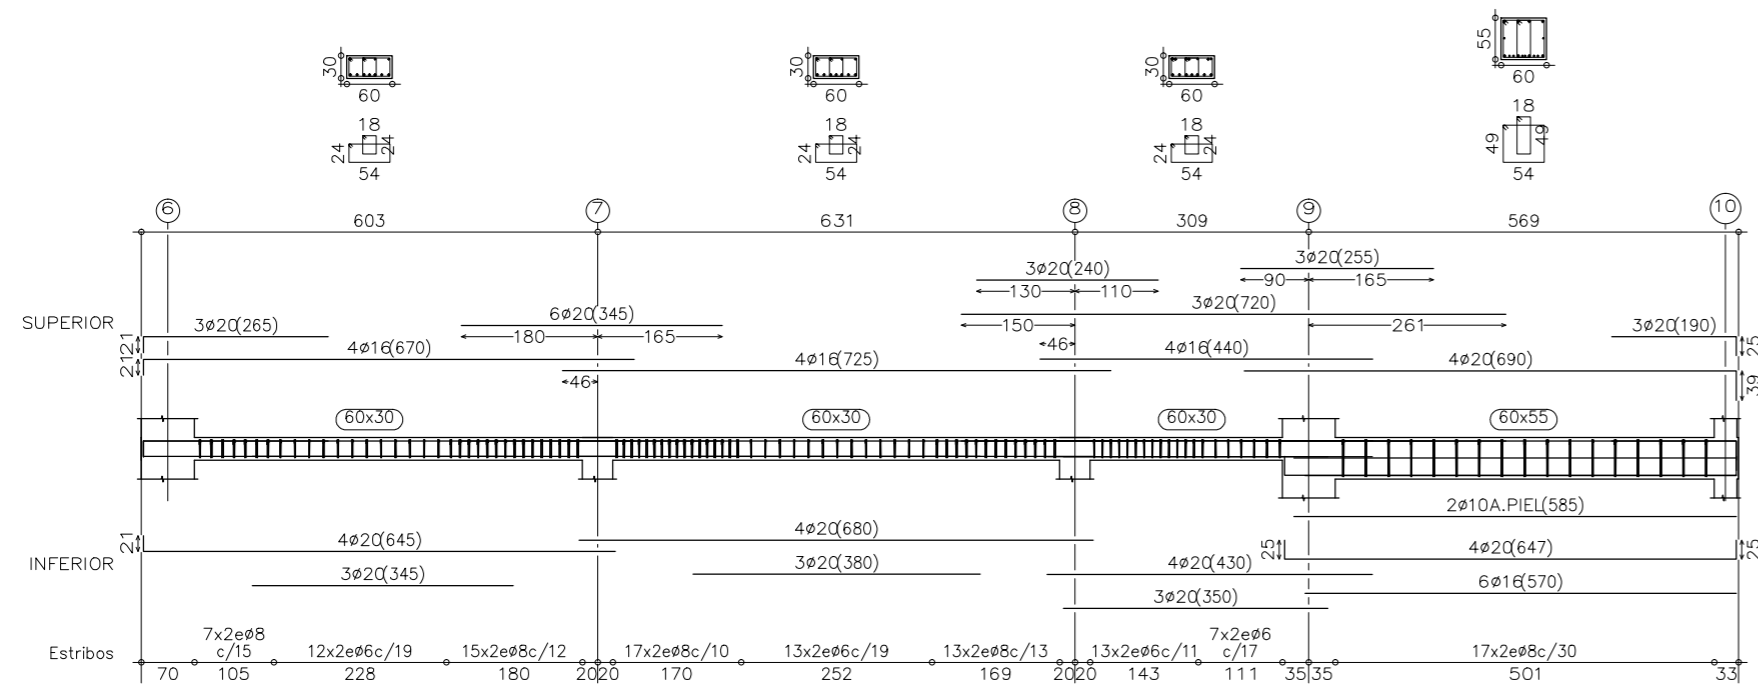 30 60 30 60 30 60 55 60
18 24 24 54 18 24 24 54 18 24 24 54 18 49 49 54
6 7 8 9 10
603 631 309 569
3ø20(255)
90 165
3ø20(240)
130 110
3ø20(720)
150 261
SUPERIOR
6ø20(345)
180 165
3ø20(265)
21
3ø20(190)
25
46
4ø16(670)
21
4ø16(725)
46
4ø16(440)
4ø20(690)
39
60x30 60x30 60x30 60x55
2ø10A.PIEL(585)
INFERIOR
21
4ø20(645)
4ø20(680)
25
4ø20(647)
25
3ø20(345)
3ø20(380)
4ø20(430)
6ø16(570)
3ø20(350)
Estribos
7x2eø8 c/15 12x2eø6c/19 15x2eø8c/12 17x2eø8c/10 13x2eø6c/19 13x2eø8c/13 13x2eø6c/11 7x2eø6 c/17 17x2eø8c/30
70 105 228 180 20 20 170 252 169 20 20 143 111 35 35 501 33